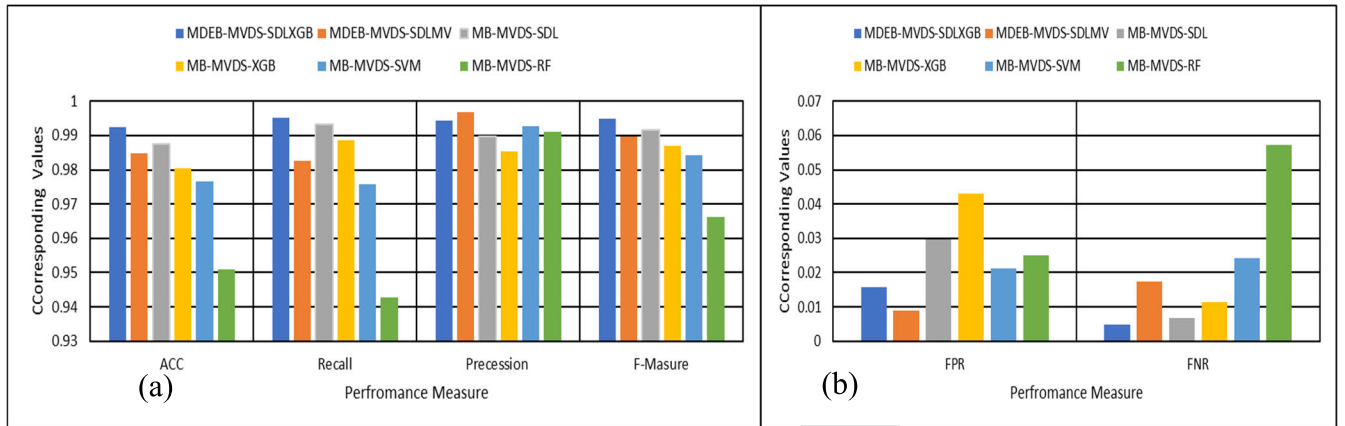 MDEB-MVDS-SDLXGB MDEB-MVDS-SDLMV MB-MVDS-SDL
MB-MVDS-XGB MB-MVDS-SVM MB-MVDS-RF
CCorresponding Values
1
0.99
0.98
0.97
0.96
0.95
0.94
0.93
ACC Recall Precession F-Masure
(a)
Perfromance Measure
MDEB-MVDS-SDLXGB MDEB-MVDS-SDLMV MB-MVDS-SDL
MB-MVDS-XGB MB-MVDS-SVM MB-MVDS-RF
CCorresponding Values
0.07
0.06
0.05
0.04
0.03
0.02
0.01
0
FPR FNR
(b)
Perfromance Measure